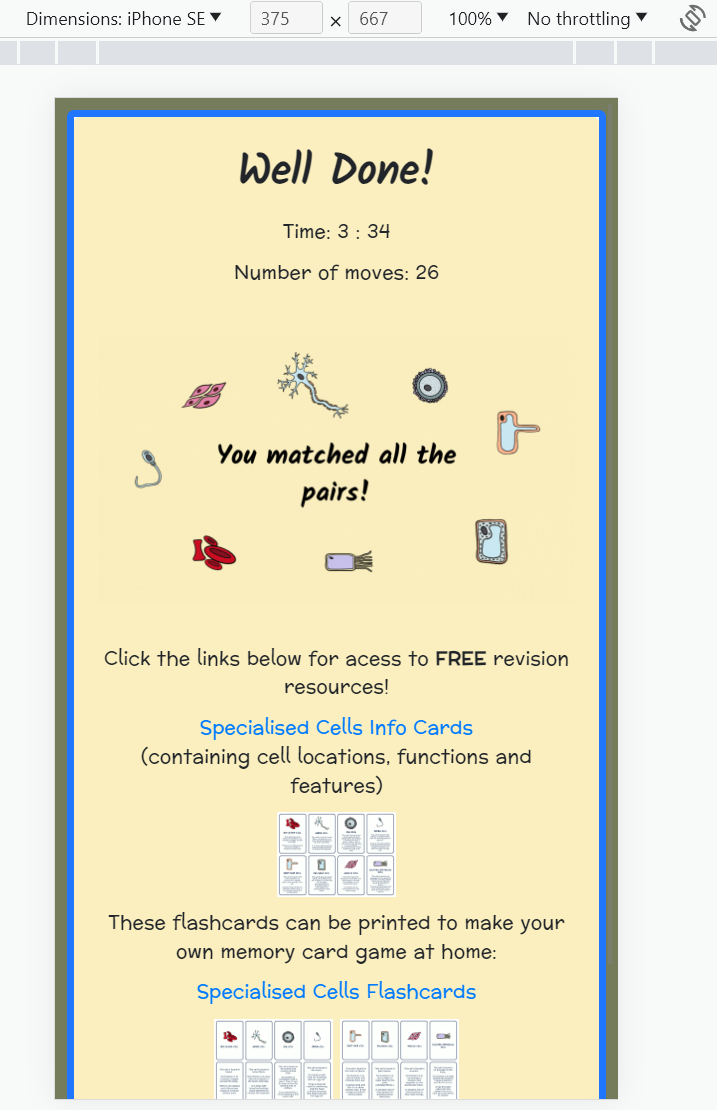 Dimensions: iPhone SE 375 × 667 100% No throttling
Well Done!
Time: 3 : 34
Number of moves: 26
You matched all the
pairs!
Click the links below for acess to FREE revision
resources!
Specialised Cells Info Cards
(containing cell locations, functions and
features)
These flashcards can be printed to make your
own memory card game at home:
Specialised Cells Flashcards